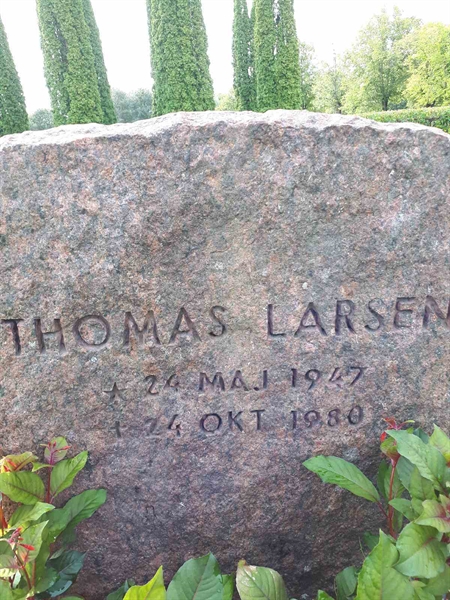 THOMAS LARSEN
★ 24 MAJ 1947
† 24 OKT 1980